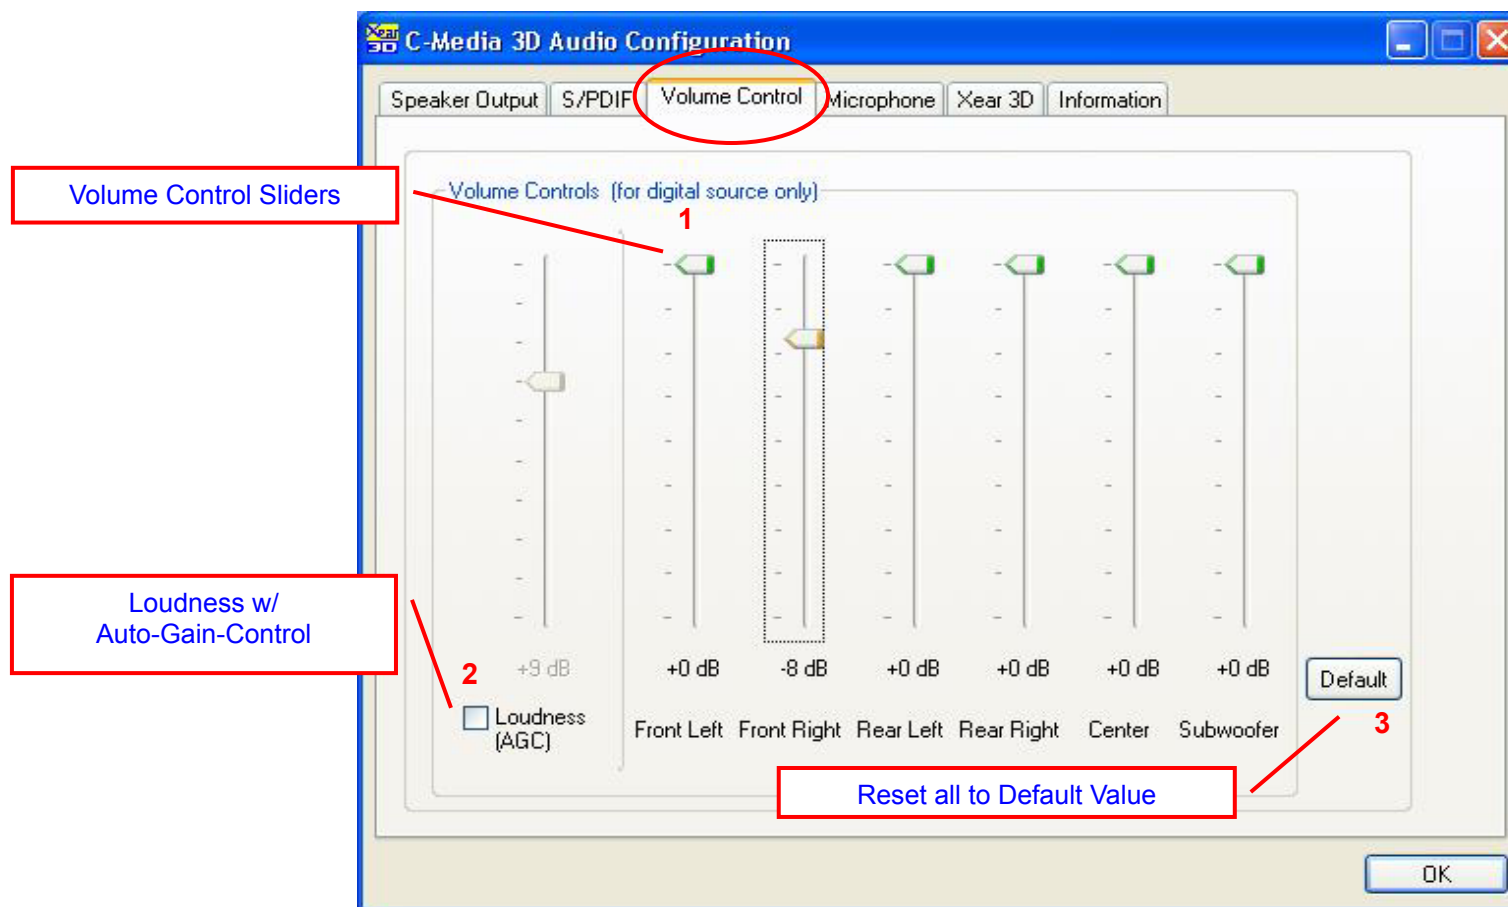 Xear 3D C-Media 3D Audio Configuration
Speaker Output S/PDIF Volume Control Microphone Xear 3D Information
Volume Control Sliders
Volume Controls (for digital source only)
1
Loudness w/
Auto-Gain-Control
2
+9 dB +0 dB -8 dB +0 dB +0 dB +0 dB +0 dB
Default
Loudness
(AGC)
Front Left Front Right Rear Left Rear Right Center Subwoofer
3
Reset all to Default Value
OK